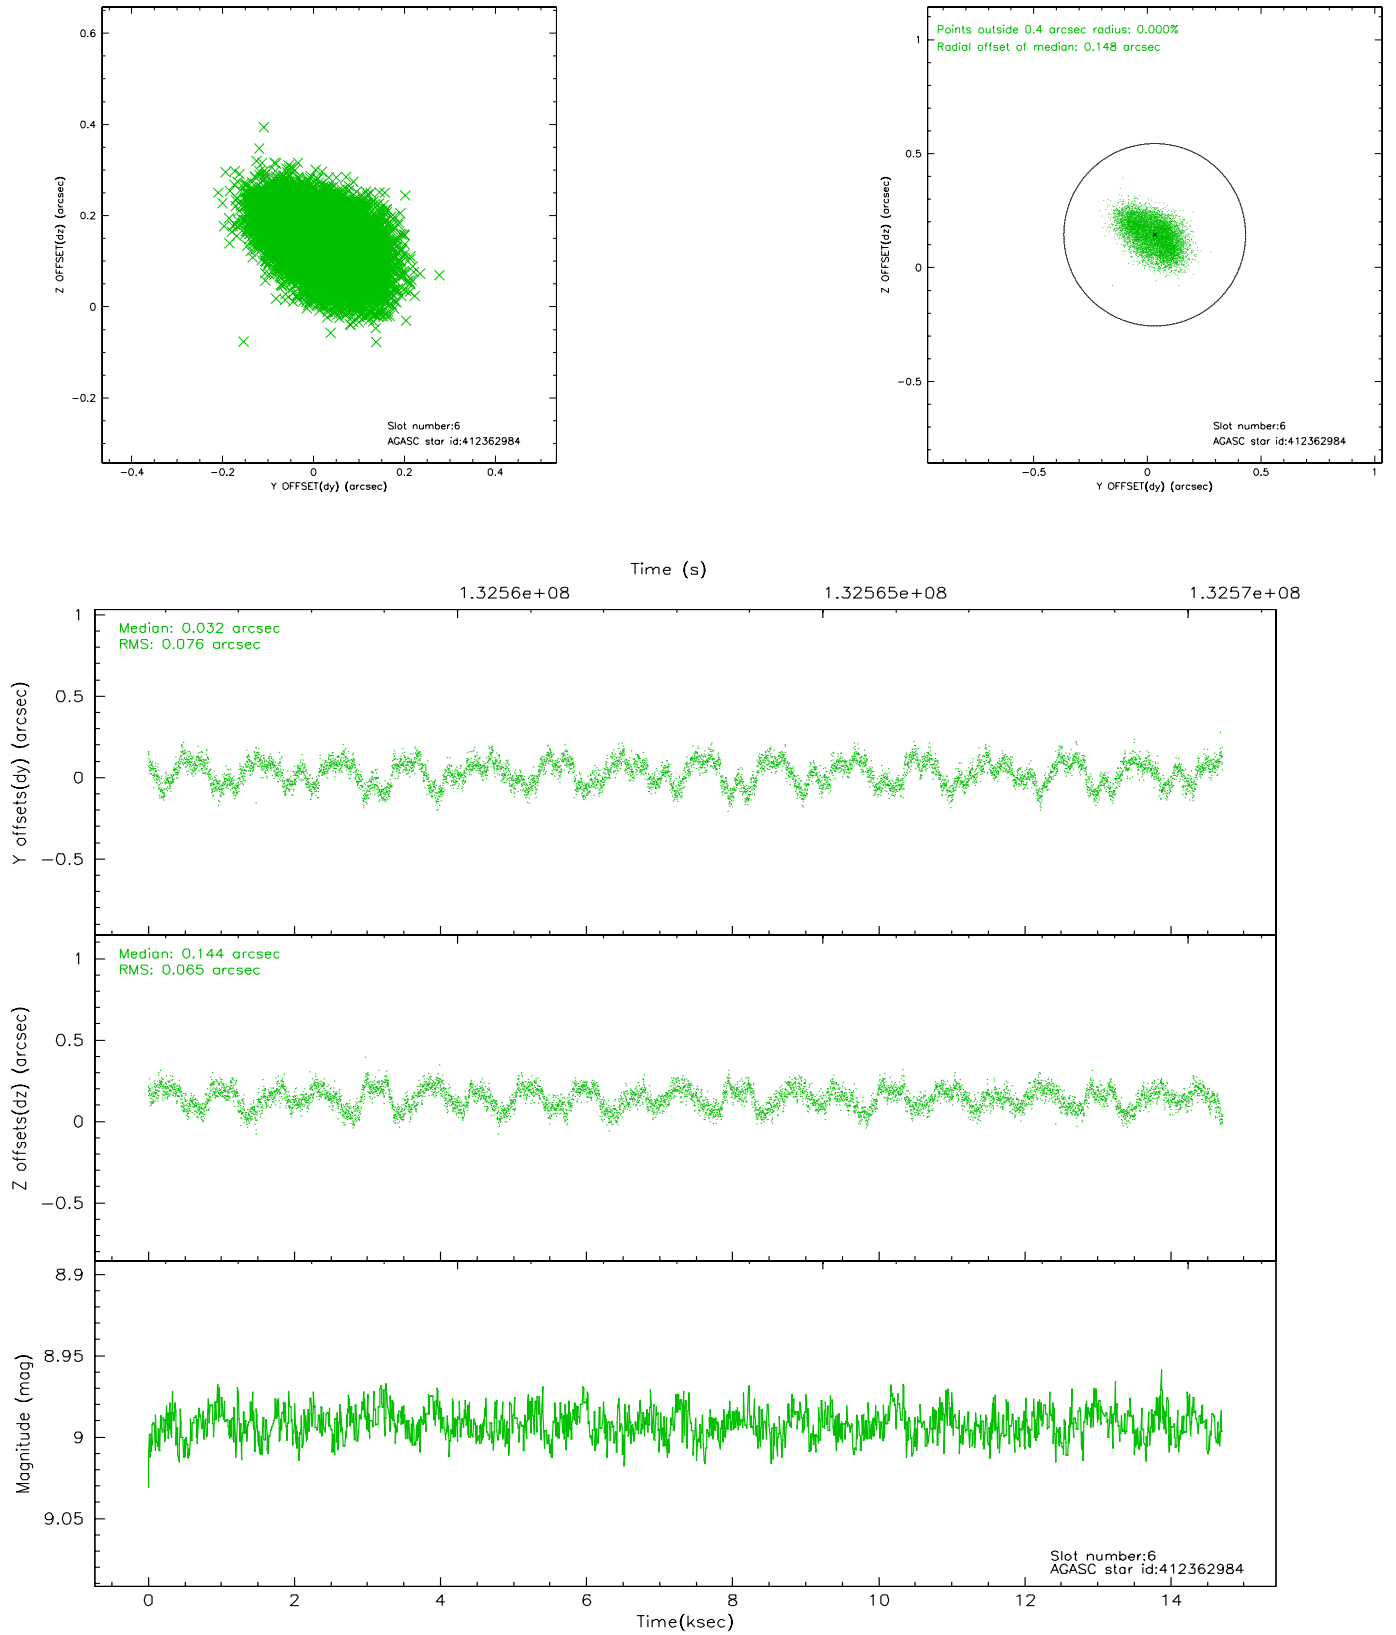 0.6
0.4
0.2
0
−0.2
Z OFFSET(dz) (arcsec)
Slot number:6
AGASC star id:412362984
−0.4 −0.2 0 0.2 0.4
Y OFFSET(dy) (arcsec)
Points outside 0.4 arcsec radius: 0.000%
Radial offset of median: 0.148 arcsec
1
0.5
0
−0.5
Z OFFSET(dz) (arcsec)
Slot number:6
AGASC star id:412362984
−0.5 0 0.5 1
Y OFFSET(dy) (arcsec)
Time (s)
1.3256e+08 1.32565e+08 1.3257e+08
Median: 0.032 arcsec
RMS: 0.076 arcsec
1
0.5
0
−0.5
Y offsets(dy) (arcsec)
Median: 0.144 arcsec
RMS: 0.065 arcsec
1
0.5
0
−0.5
Z offsets(dz) (arcsec)
8.9
8.95
9
9.05
Magnitude (mag)
Slot number:6
AGASC star id:412362984
0 2 4 6 8 10 12 14
Time(ksec)